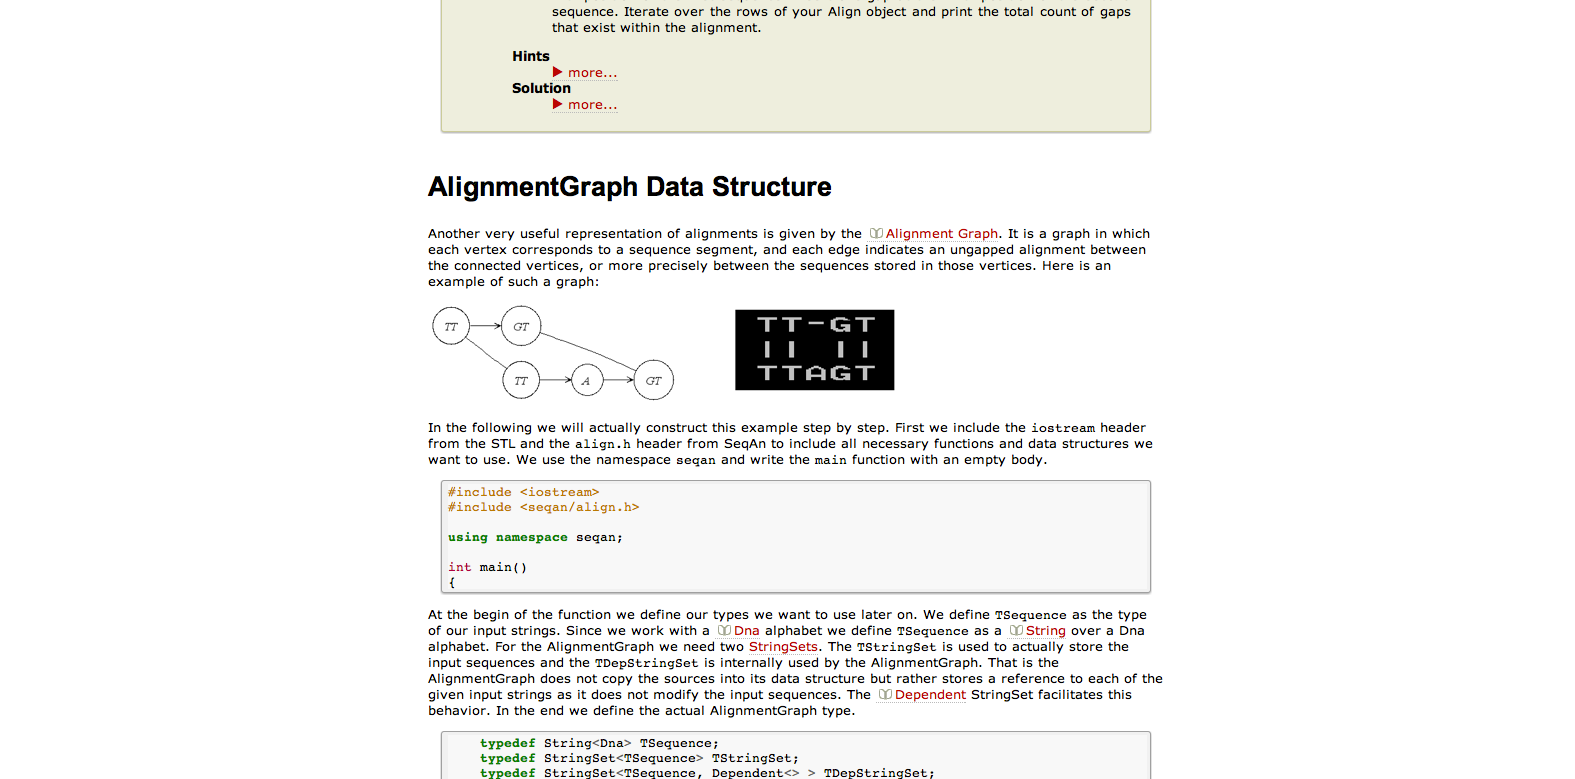 sequence. Iterate over the rows of your Align object and print the total count of gaps
that exist within the alignment.
Hints
▶ more...
Solution
▶ more...
AlignmentGraph Data Structure
Another very useful representation of alignments is given by the Alignment Graph. It is a graph in which
each vertex corresponds to a sequence segment, and each edge indicates an ungapped alignment between
the connected vertices, or more precisely between the sequences stored in those vertices. Here is an
example of such a graph:
TT GT
TT A GT
TT-GT
|| ||
TTAGT
In the following we will actually construct this example step by step. First we include the iostream header
from the STL and the align.h header from SeqAn to include all necessary functions and data structures we
want to use. We use the namespace seqan and write the main function with an empty body.
#include <iostream>
#include <seqan/align.h>
using namespace seqan;
int main()
{
At the begin of the function we define our types we want to use later on. We define TSequence as the type
of our input strings. Since we work with a Dna alphabet we define TSequence as a String over a Dna
alphabet. For the AlignmentGraph we need two StringSets. The TStringSet is used to actually store the
input sequences and the TDepStringSet is internally used by the AlignmentGraph. That is the
AlignmentGraph does not copy the sources into its data structure but rather stores a reference to each of the
given input strings as it does not modify the input sequences. The Dependent StringSet facilitates this
behavior. In the end we define the actual AlignmentGraph type.
typedef String<Dna> TSequence;
typedef StringSet<TSequence> TStringSet;
typedef StringSet<TSequence, Dependent<> > TDepStringSet;